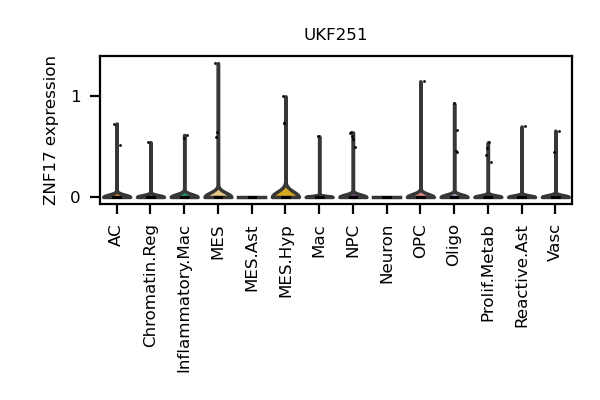 UKF251
ZNF17 expression
1
0
AC
Chromatin.Reg
Inflammatory.Mac
MES
MES.Ast
MES.Hyp
Mac
NPC
Neuron
OPC
Oligo
Prolif.Metab
Reactive.Ast
Vasc